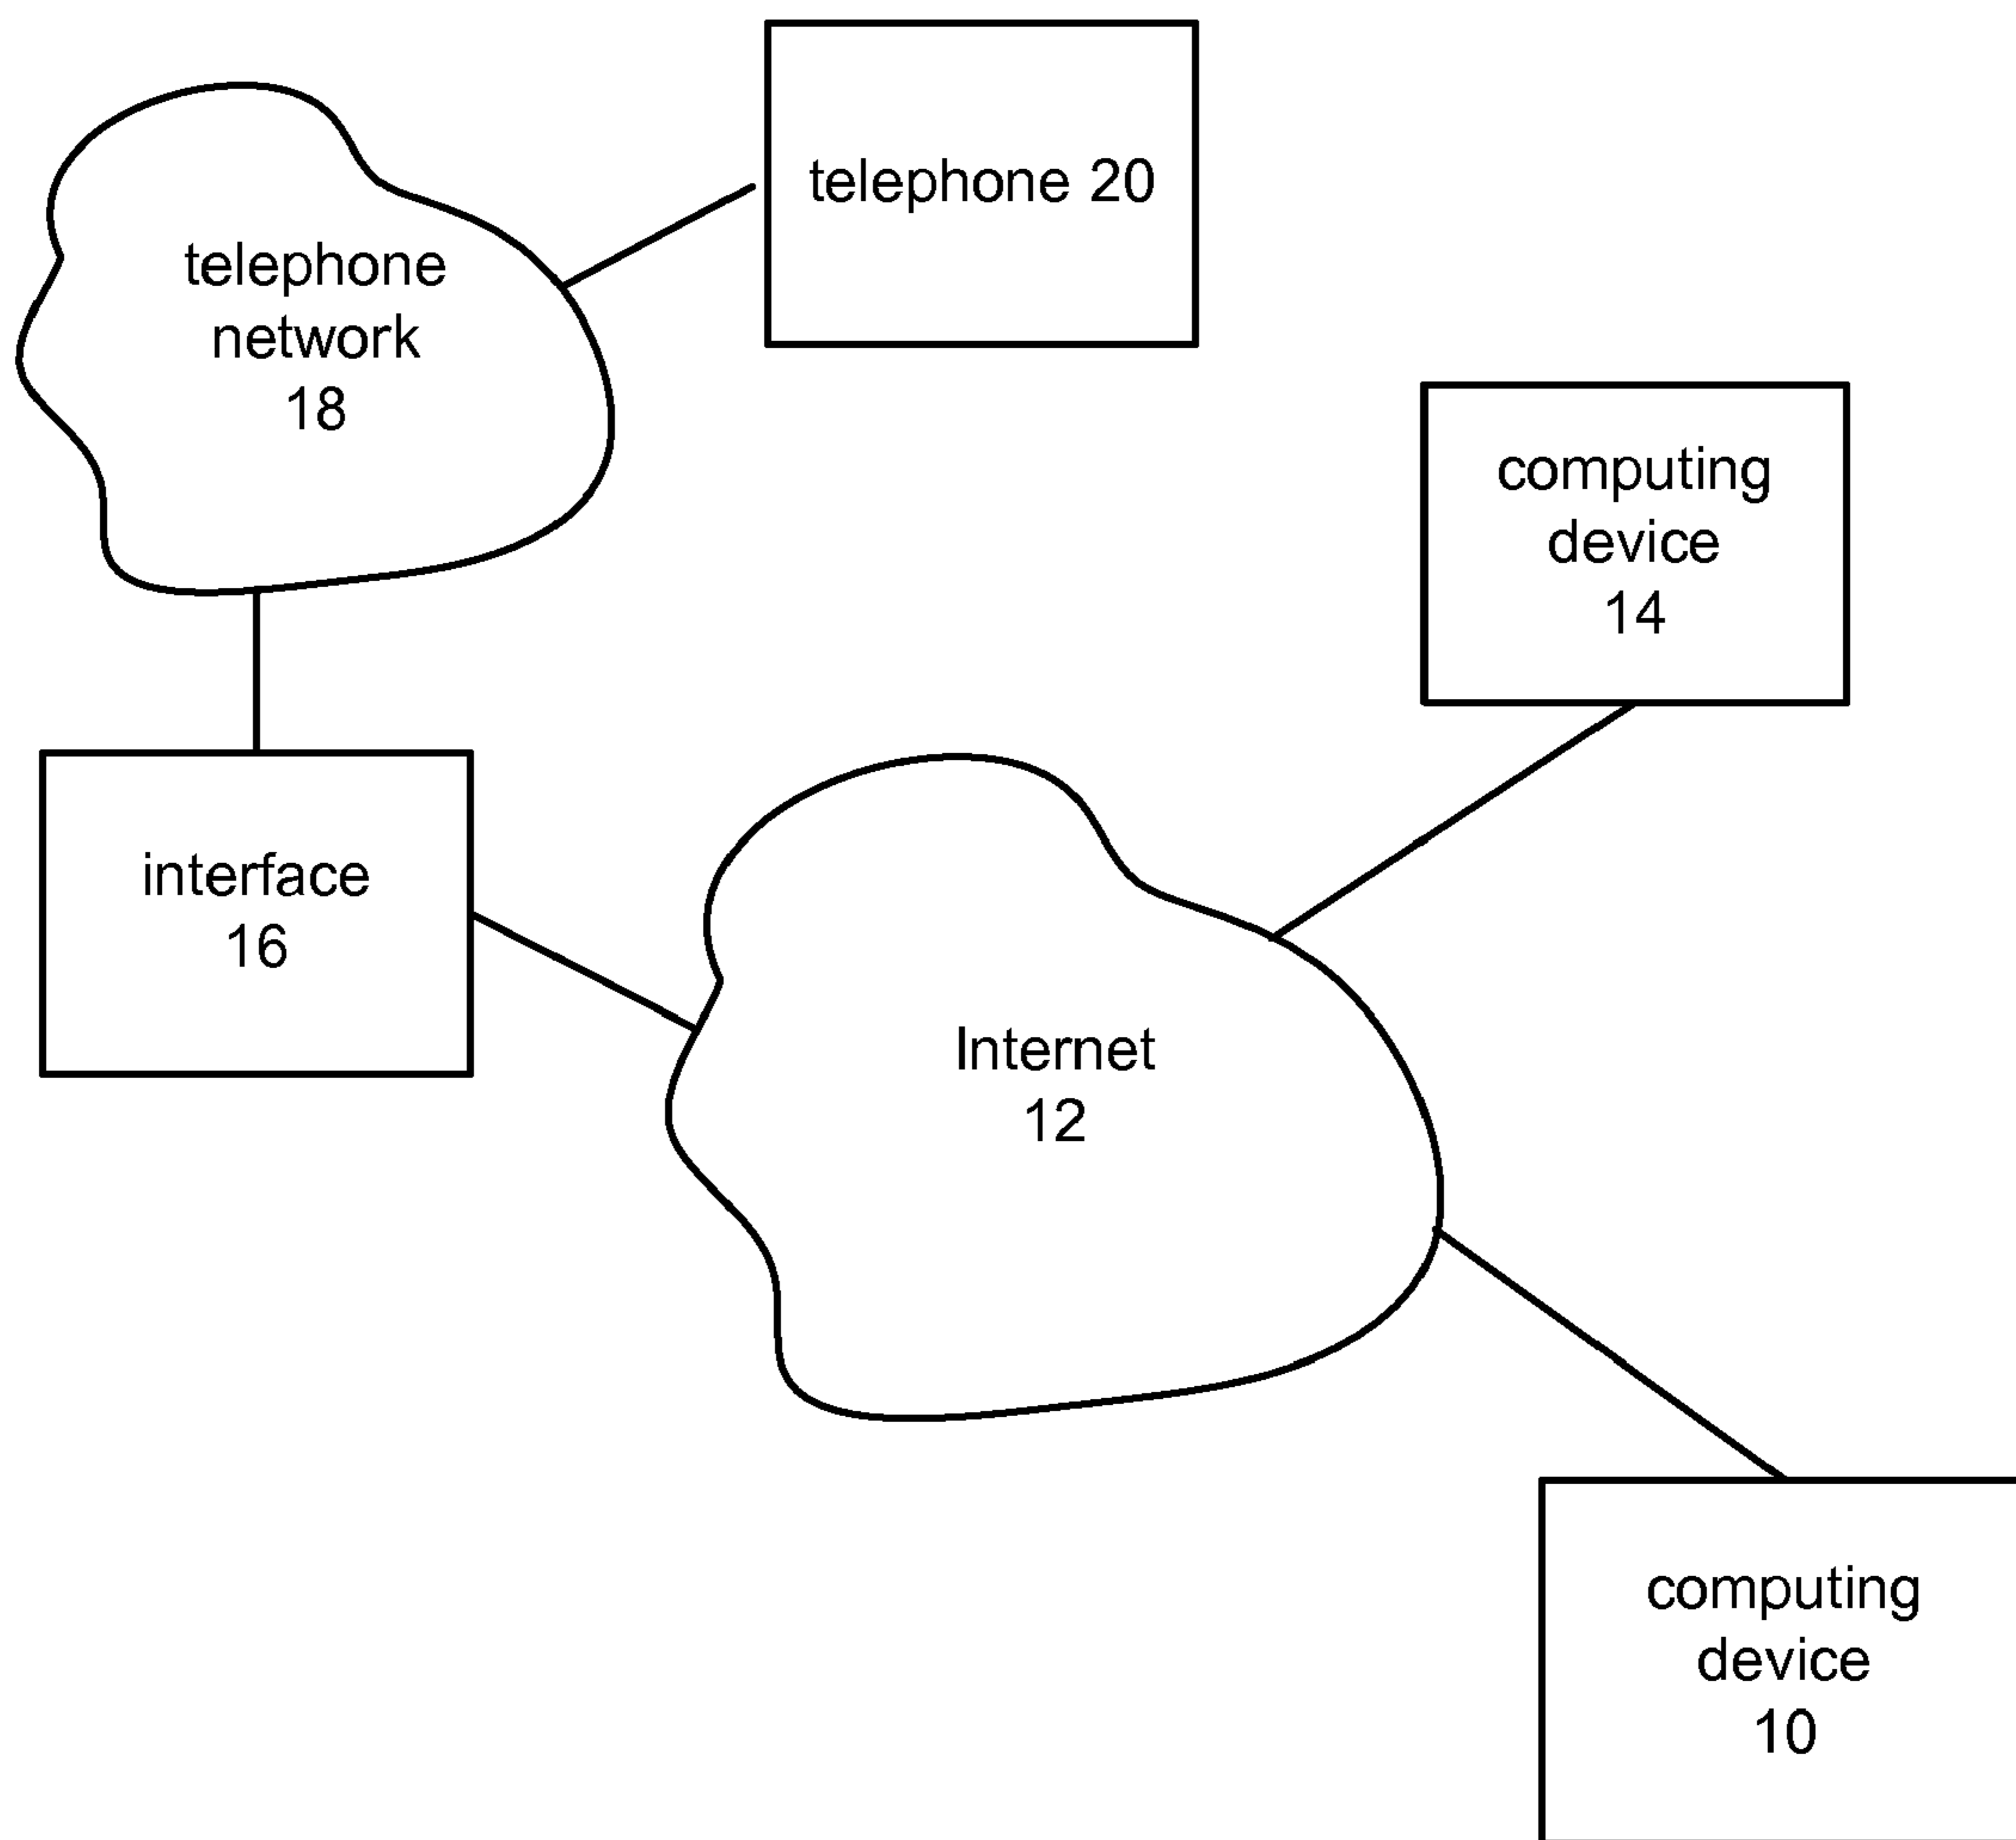 telephone 20
telephone
network
18
computing
device
14
interface
16
Internet
12
computing
device
10